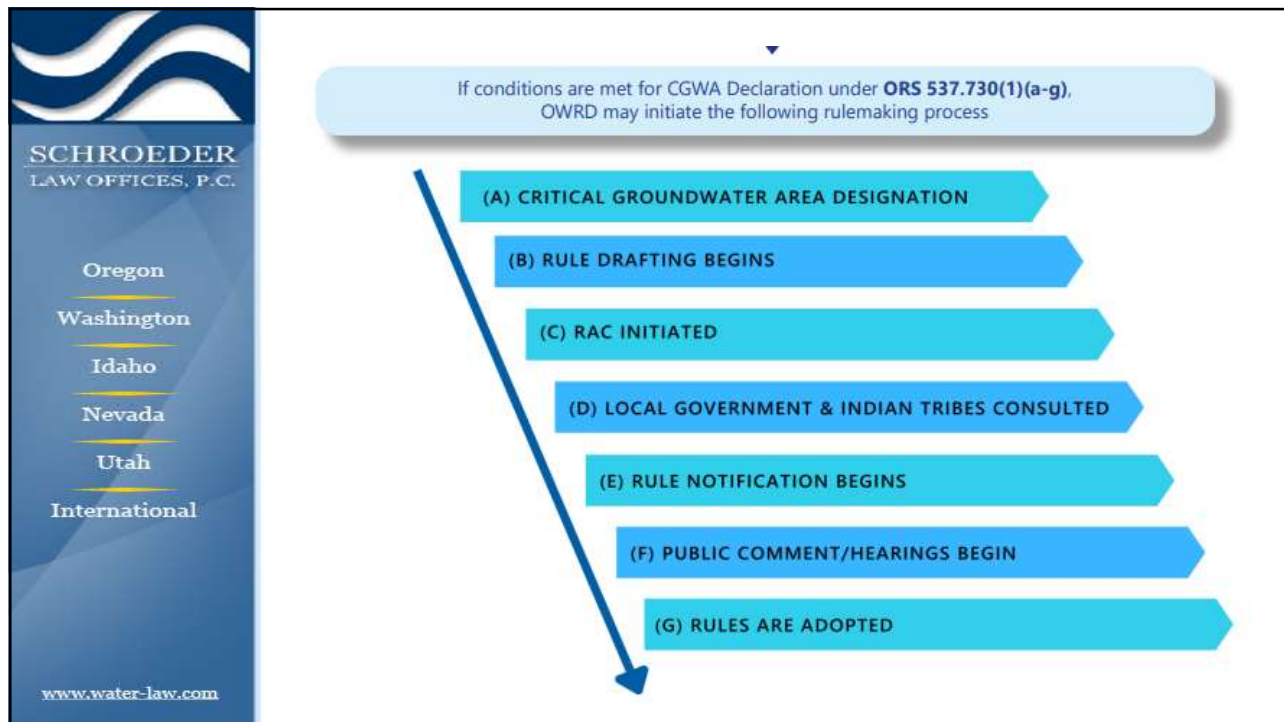 SCHROEDER
LAW OFFICES, P.C.
Oregon
Washington
Idaho
Nevada
Utah
International
www.water-law.com
If conditions are met for CGWA Declaration under ORS 537.730(1)(a-g),
OWRD may initiate the following rulemaking process
(A) CRITICAL GROUNDWATER AREA DESIGNATION
(B) RULE DRAFTING BEGINS
(C) RAC INITIATED
(D) LOCAL GOVERNMENT & INDIAN TRIBES CONSULTED
(E) RULE NOTIFICATION BEGINS
(F) PUBLIC COMMENT/HEARINGS BEGIN
(G) RULES ARE ADOPTED